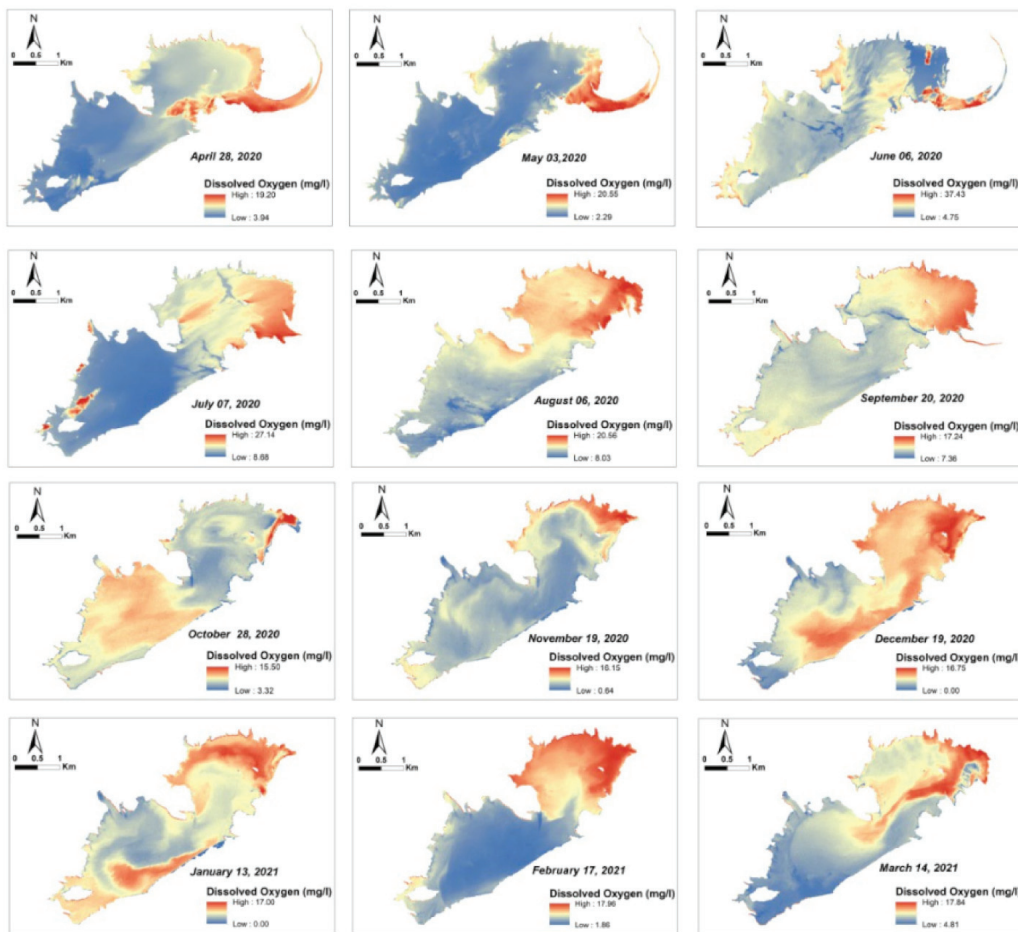 N
0 0.5 1
Km
April 28, 2020
Dissolved Oxygen (mg/l)
High : 19.20
Low : 3.94
N
0 0.5 1
Km
May 03,2020
Dissolved Oxygen (mg/l)
High : 20.55
Low : 2.29
N
0 0.5 1
Km
June 06, 2020
Dissolved Oxygen (mg/l)
High : 37.43
Low : 4.75
N
0 0.5 1
Km
July 07, 2020
Dissolved Oxygen (mg/l)
High : 27.14
Low : 8.68
N
0 0.5 1
Km
August 06, 2020
Dissolved Oxygen (mg/l)
High : 20.56
Low : 8.03
N
0 0.5 1
Km
September 20, 2020
Dissolved Oxygen (mg/l)
High : 17.24
Low : 7.36
N
0 0.5 1
Km
October 28, 2020
Dissolved Oxygen (mg/l)
High : 15.50
Low : 3.32
N
0 0.5 1
Km
November 19, 2020
Dissolved Oxygen (mg/l)
High : 16.15
Low : 0.64
N
0 0.5 1
Km
December 19, 2020
Dissolved Oxygen (mg/l)
High : 16.75
Low : 0.00
N
0 0.5 1
Km
January 13, 2021
Dissolved Oxygen (mg/l)
High : 17.00
Low : 0.00
N
0 0.5 1
Km
February 17, 2021
Dissolved Oxygen (mg/l)
High : 17.96
Low : 1.86
N
0 0.5 1
Km
March 14, 2021
Dissolved Oxygen (mg/l)
High : 17.84
Low : 4.81